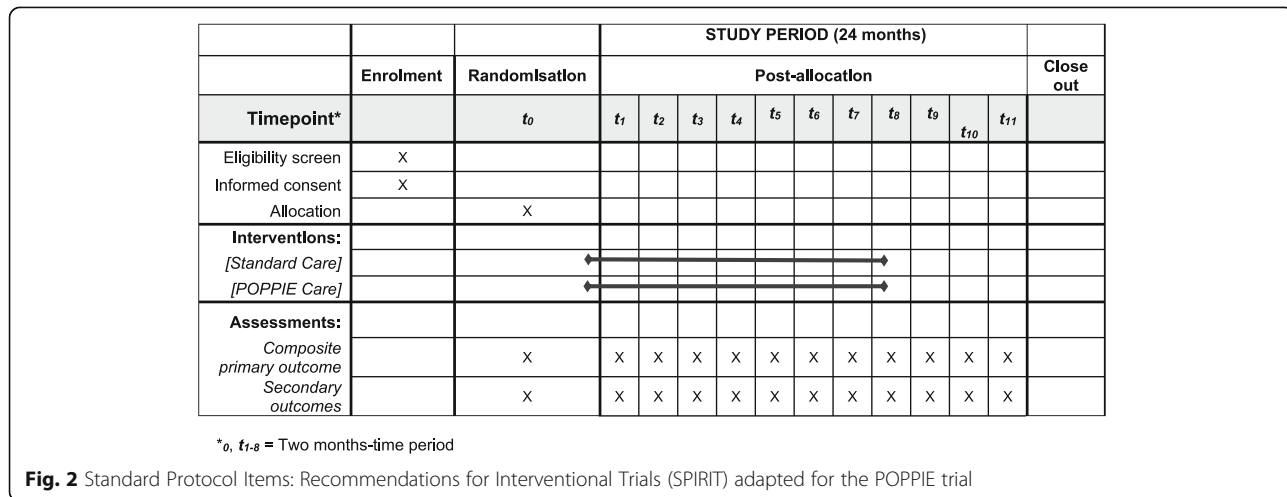 STUDY PERIOD (24 months)
Enrolment Randomisation Post-allocation Close out
Timepoint* t0 t1 t2 t3 t4 t5 t6 t7 t8 t9 t10 t11
Eligibility screen X
Informed consent X
Allocation X
Interventions:
[Standard Care]
[POPPIE Care]
Assessments:
Composite primary outcome X X X X X X X X X X X X
Secondary outcomes X X X X X X X X X X X X
*0, t1-8 = Two months-time period
Fig. 2 Standard Protocol Items: Recommendations for Interventional Trials (SPIRIT) adapted for the POPPIE trial